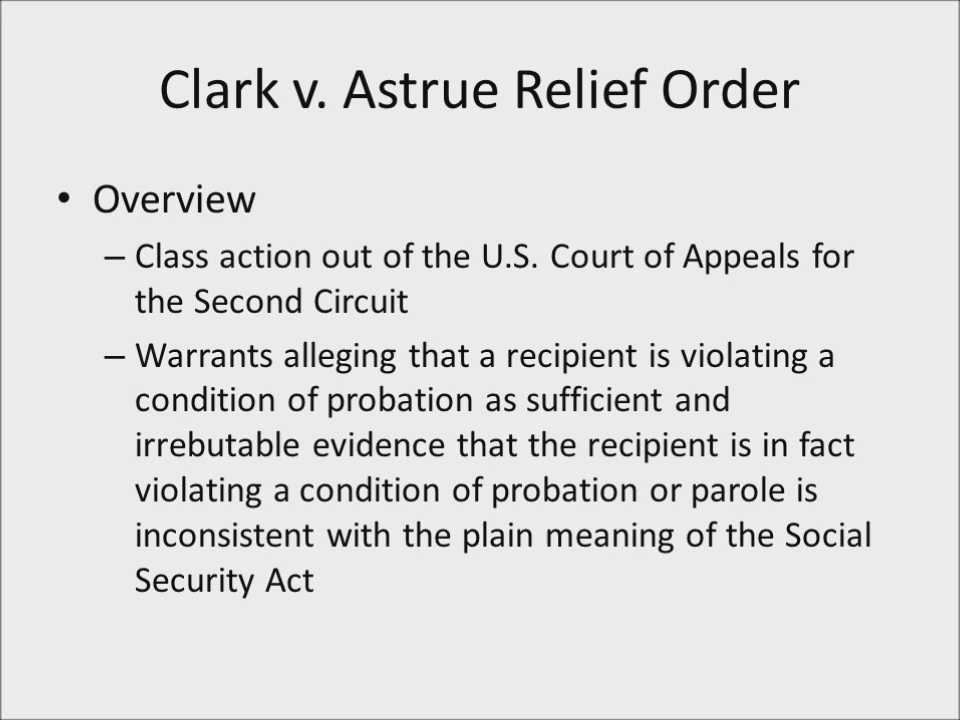 Clark v. Astrue Relief Order
• Overview
– Class action out of the U.S. Court of Appeals for
the Second Circuit
– Warrants alleging that a recipient is violating a
condition of probation as sufficient and
irrebutable evidence that the recipient is in fact
violating a condition of probation or parole is
inconsistent with the plain meaning of the Social
Security Act